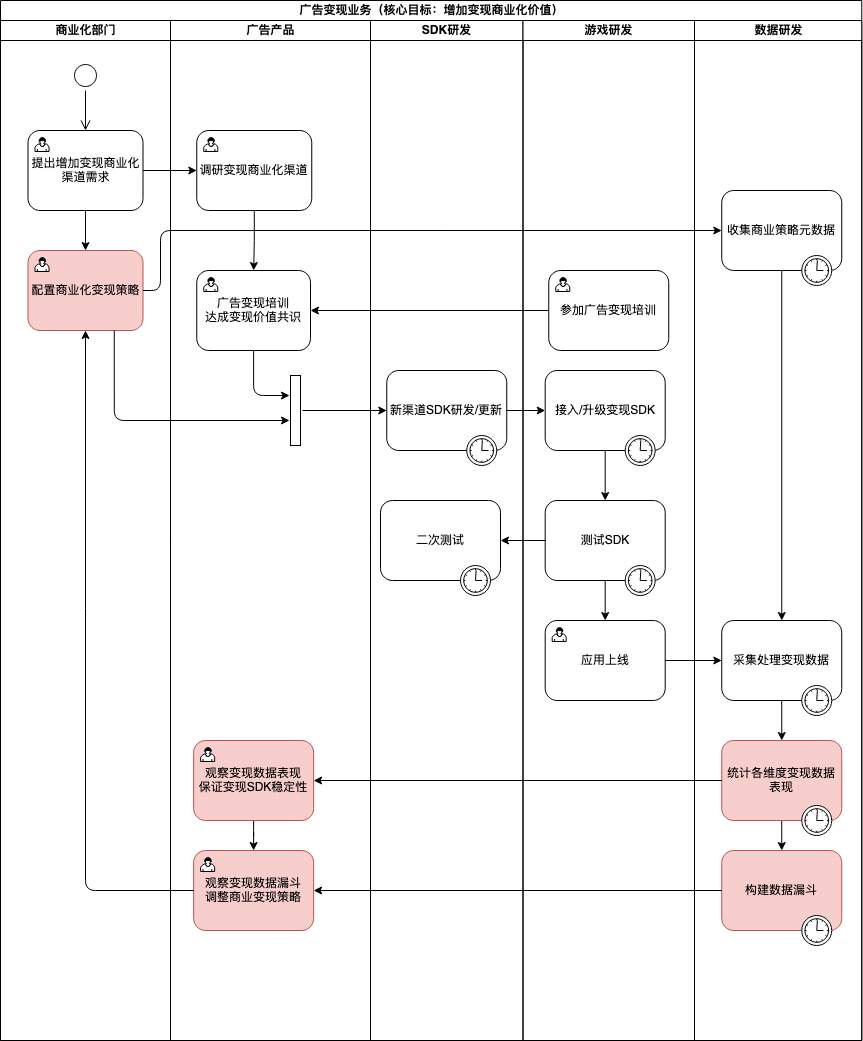 广告变现业务（核心目标：增加变现商业化价值）
商业化部门
广告产品
SDK研发
游戏研发
数据研发
提出增加变现商业化
渠道需求
调研变现商业化渠道
收集商业策略元数据
配置商业化变现策略
广告变现培训
达成变现价值共识
参加广告变现培训
新渠道SDK研发/更新
接入/升级变现SDK
二次测试
测试SDK
应用上线
采集处理变现数据
观察变现数据表现
保证变现SDK稳定性
统计各维度变现数据
表现
观察变现数据漏斗
调整商业变现策略
构建数据漏斗